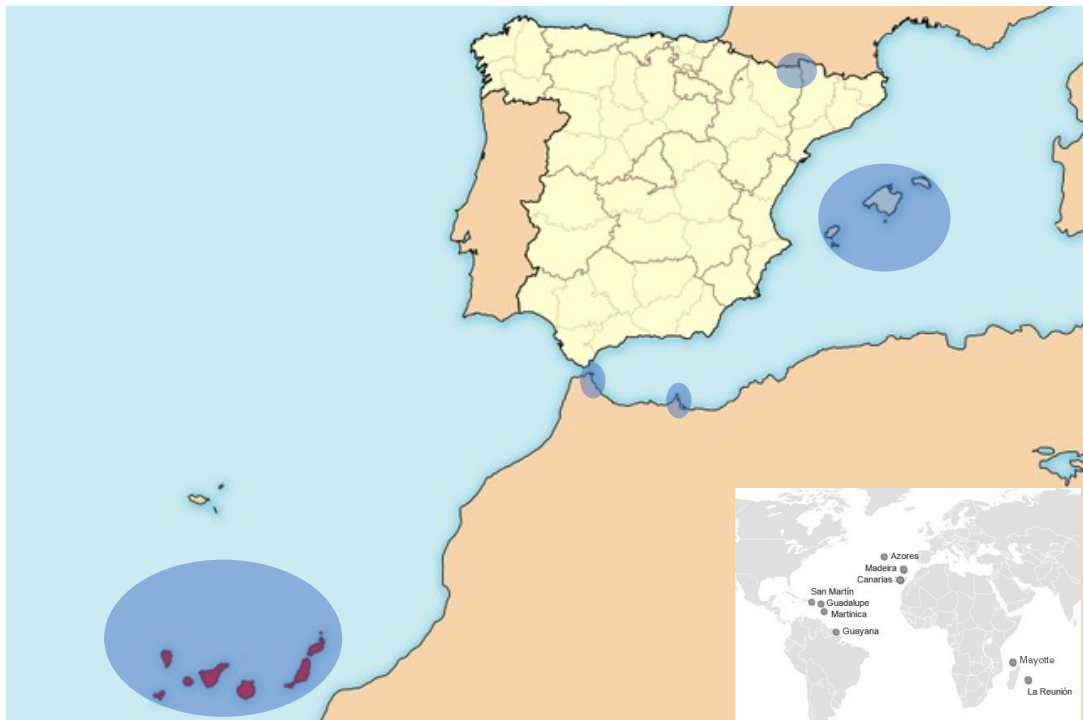 Azores
Madeira
Canarias
San Martín
Guadalupe
Martinica
Guayana
Mayotte
La Reunión